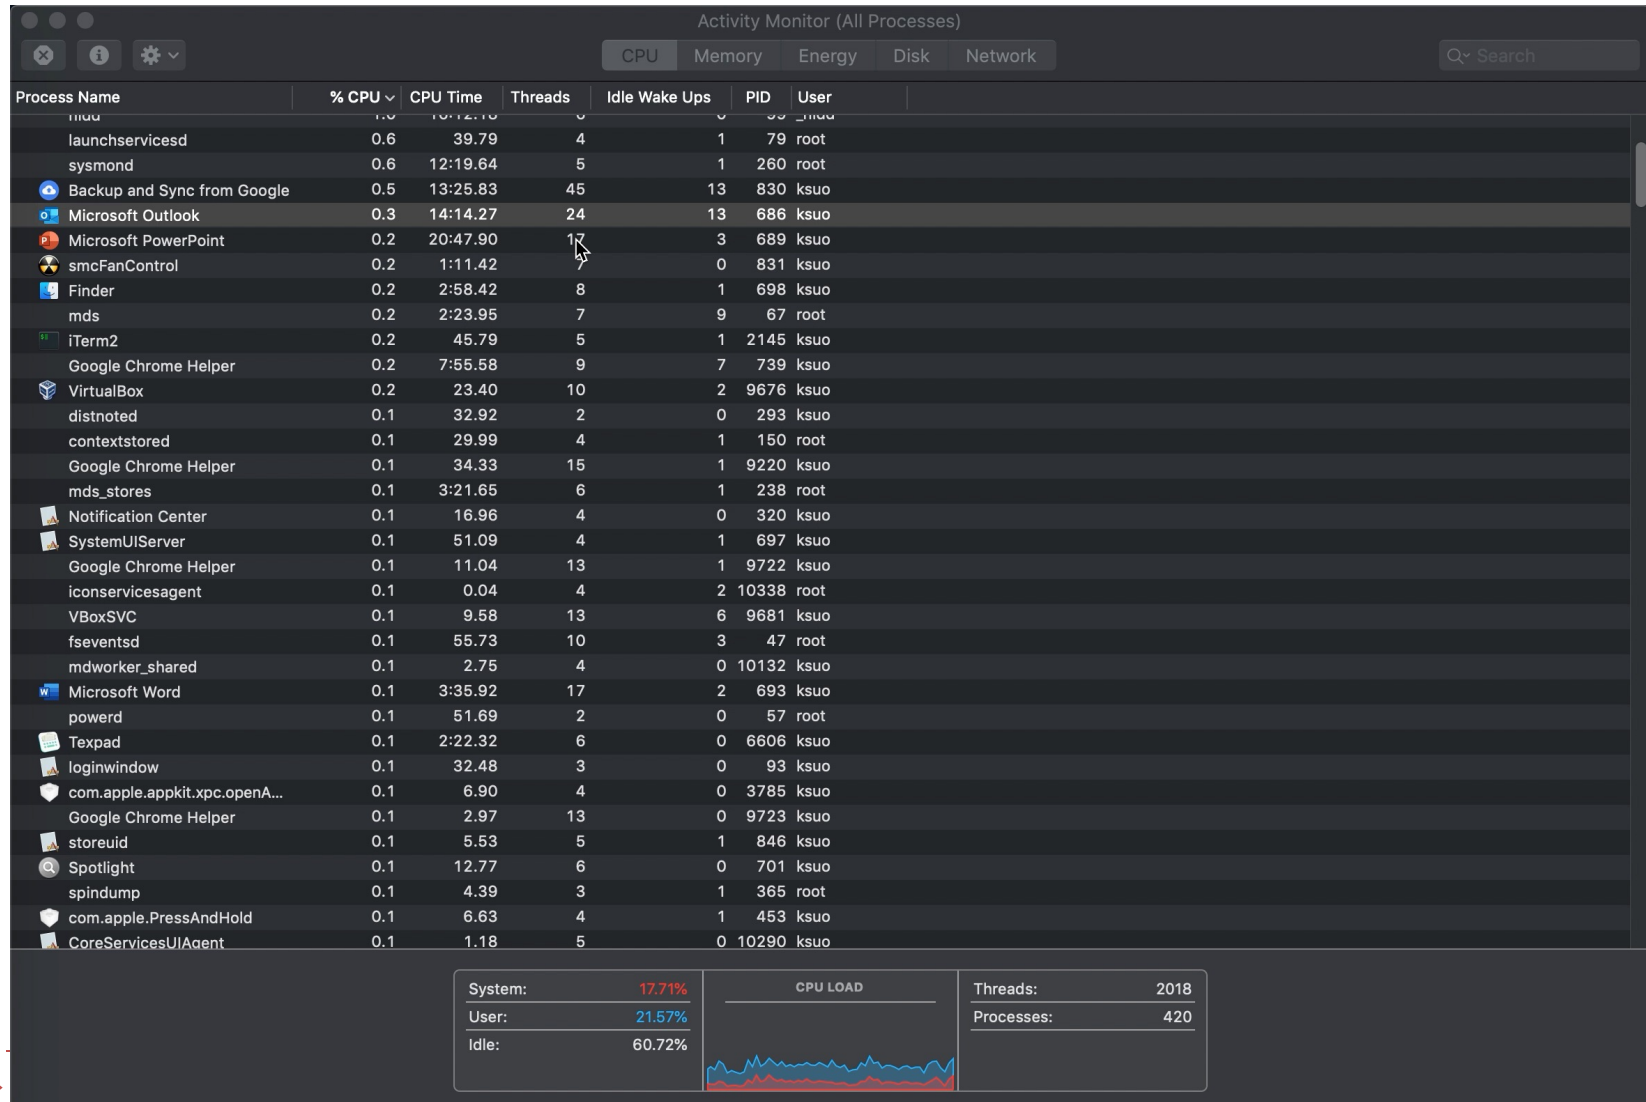 Activity Monitor (All Processes)
CPU Memory Energy Disk Network Search
Process Name % CPU CPU Time Threads Idle Wake Ups PID User
launchservicesd 0.6 39.79 4 1 79 root
sysmond 0.6 12:19.64 5 1 260 root
Backup and Sync from Google 0.5 13:25.83 45 13 830 ksuo
Microsoft Outlook 0.3 14:14.27 24 13 686 ksuo
Microsoft PowerPoint 0.2 20:47.90 17 3 689 ksuo
smcFanControl 0.2 1:11.42 7 0 831 ksuo
Finder 0.2 2:58.42 8 1 698 ksuo
mds 0.2 2:23.95 7 9 67 root
iTerm2 0.2 45.79 5 1 2145 ksuo
Google Chrome Helper 0.2 7:55.58 9 7 739 ksuo
VirtualBox 0.2 23.40 10 2 9676 ksuo
distnoted 0.1 32.92 2 0 293 ksuo
contextstored 0.1 29.99 4 1 150 root
Google Chrome Helper 0.1 34.33 15 1 9220 ksuo
mds_stores 0.1 3:21.65 6 1 238 root
Notification Center 0.1 16.96 4 0 320 ksuo
SystemUIServer 0.1 51.09 4 1 697 ksuo
Google Chrome Helper 0.1 11.04 13 1 9722 ksuo
iconservicesagent 0.1 0.04 4 2 10338 root
VBoxSVC 0.1 9.58 13 6 9681 ksuo
fseventsd 0.1 55.73 10 3 47 root
mdworker_shared 0.1 2.75 4 0 10132 ksuo
Microsoft Word 0.1 3:35.92 17 2 693 ksuo
powerd 0.1 51.69 2 0 57 root
Texpad 0.1 2:22.32 6 0 6606 ksuo
loginwindow 0.1 32.48 3 0 93 ksuo
com.apple.appkit.xpc.openA... 0.1 6.90 4 0 3785 ksuo
Google Chrome Helper 0.1 2.97 13 0 9723 ksuo
storeuid 0.1 5.53 5 1 846 ksuo
Spotlight 0.1 12.77 6 0 701 ksuo
spindump 0.1 4.39 3 1 365 root
com.apple.PressAndHold 0.1 6.63 4 1 453 ksuo
CoreServicesUIAgent 0.1 1.18 5 0 10290 ksuo
System: 17.71% CPU LOAD Threads: 2018
User: 21.57% Processes: 420
Idle: 60.72%